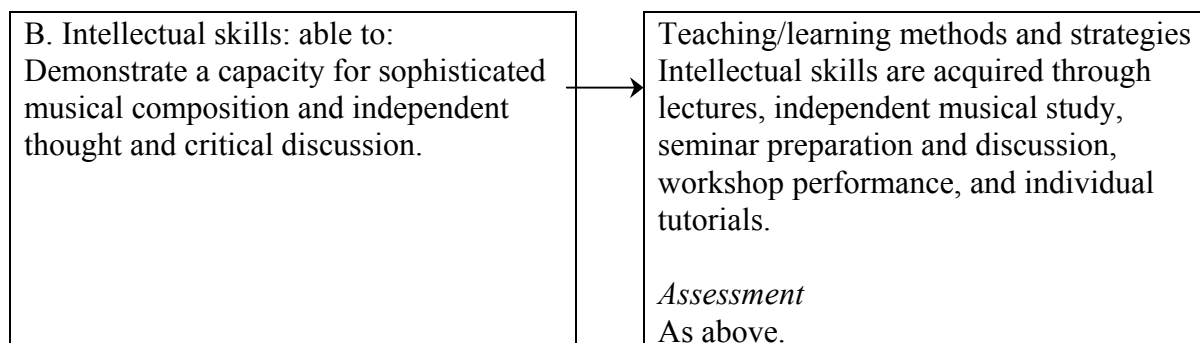 B. Intellectual skills: able to:
Demonstrate a capacity for sophisticated
musical composition and independent
thought and critical discussion.
Teaching/learning methods and strategies
Intellectual skills are acquired through
lectures, independent musical study,
seminar preparation and discussion,
workshop performance, and individual
tutorials.
Assessment
As above.